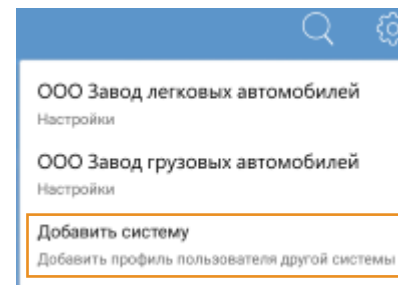 ООО Завод легковых автомобилей
Настройки
ООО Завод грузовых автомобилей
Настройки
Добавить систему
Добавить профиль пользователя другой системы